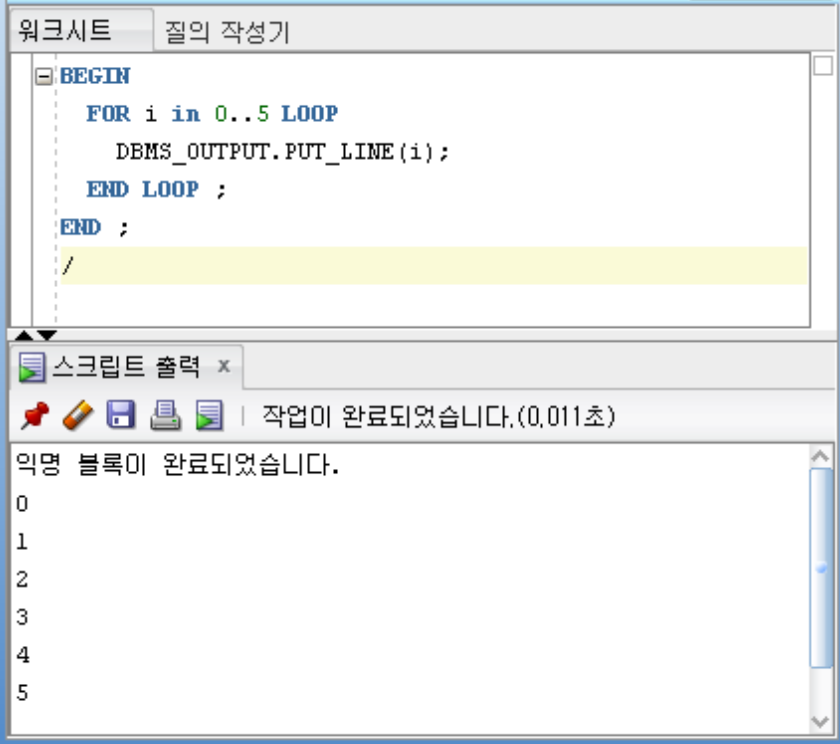 워크시트 질의 작성기
BEGIN
FOR i in 0..5 LOOP
DBMS_OUTPUT.PUT_LINE(i);
END LOOP ;
END ;
/
스크립트 출력 x
작업이 완료되었습니다.(0.011초)
익명 블록이 완료되었습니다.
0
1
2
3
4
5